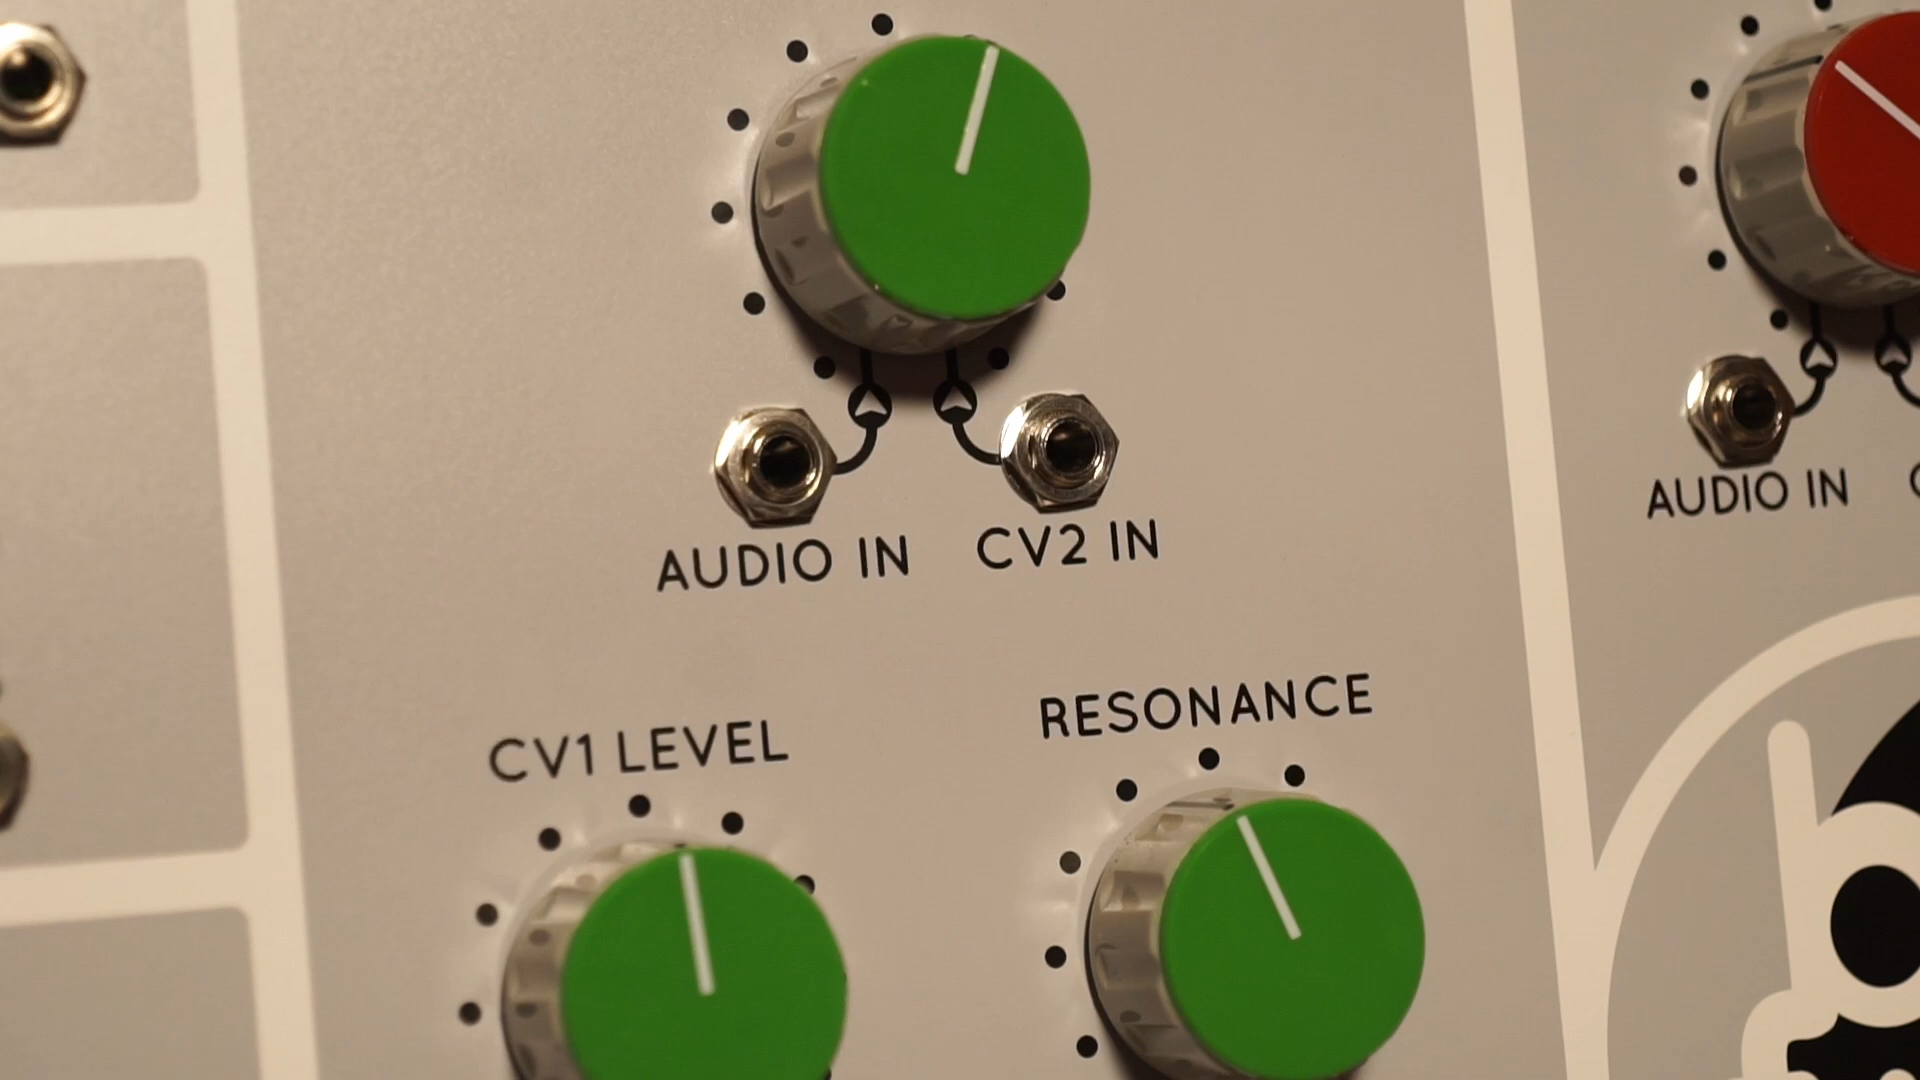 AUDIO IN
CV2 IN
AUDIO IN
CV1 LEVEL
RESONANCE